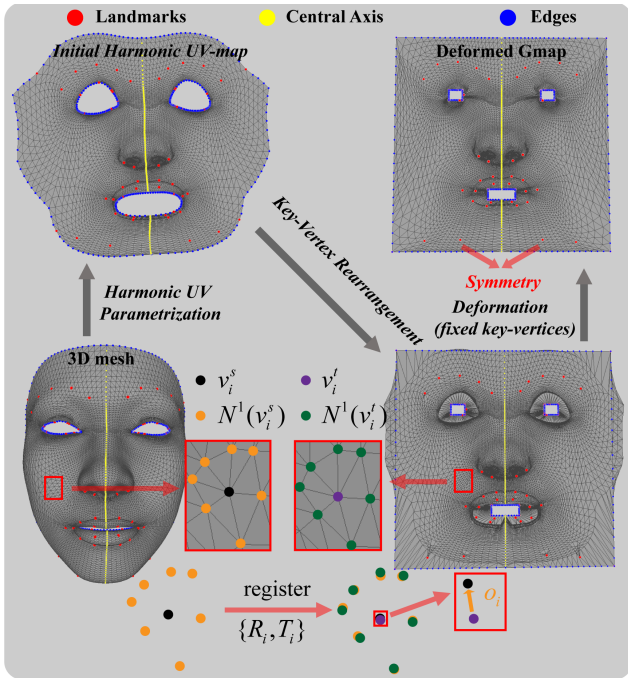 Landmarks
Central Axis
Edges
Initial Harmonic UV-map
Deformed Gmap
Key-Vertex Rearrangement
Symmetry
Harmonic UV
Parametrization
Deformation
(fixed key-vertices)
3D mesh
v_i^s
v_i^t
N^1(v_i^s)
N^1(v_i^t)
register
{R_i, T_i}
o_i